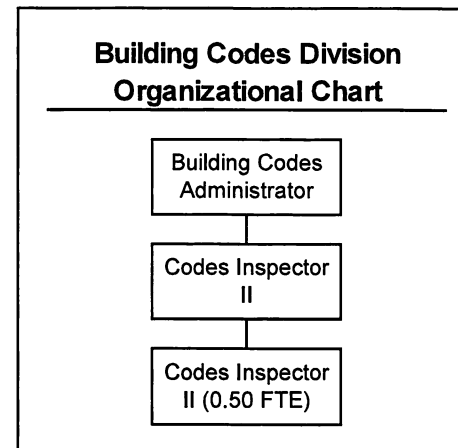 Building Codes Division
Organizational Chart
Building Codes
Administrator
Codes Inspector
II
Codes Inspector
II (0.50 FTE)